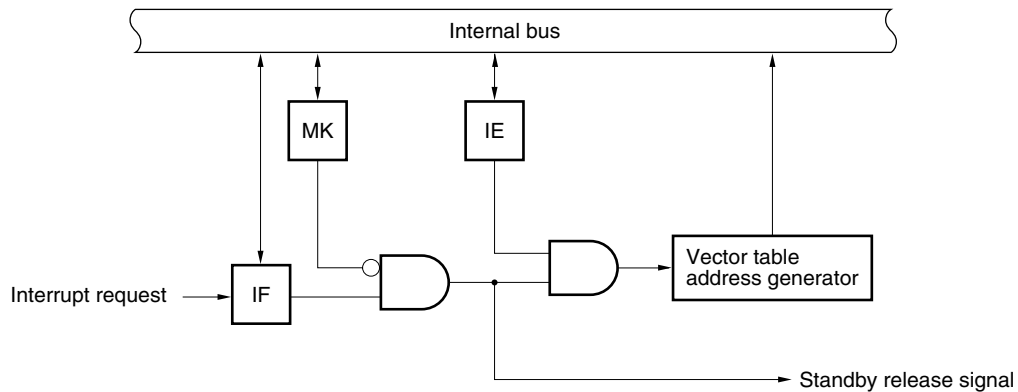 Internal bus
MK
IE
Interrupt request
IF
Vector table
address generator
Standby release signal